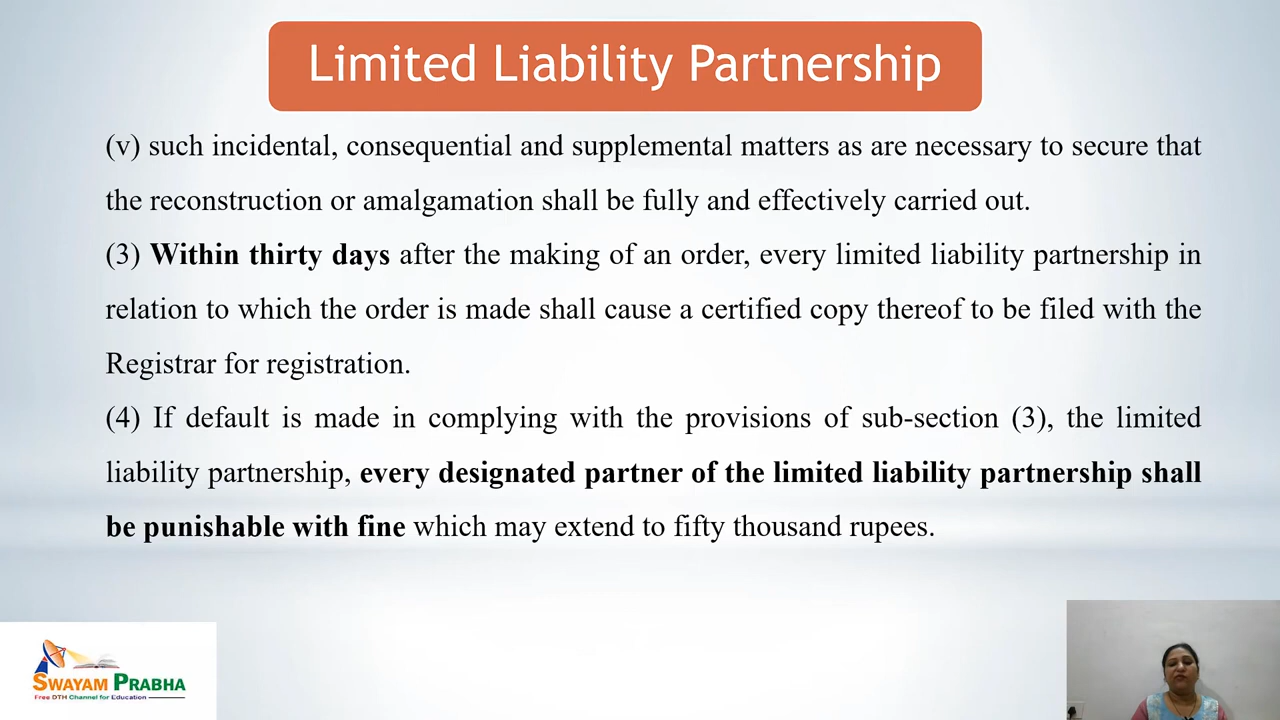 Limited Liability Partnership
(v) such incidental, consequential and supplemental matters as are necessary to secure that
the reconstruction or amalgamation shall be fully and effectively carried out.
(3) Within thirty days after the making of an order, every limited liability partnership in
relation to which the order is made shall cause a certified copy thereof to be filed with the
Registrar for registration.
(4) If default is made in complying with the provisions of sub-section (3), the limited
liability partnership, every designated partner of the limited liability partnership shall
be punishable with fine which may extend to fifty thousand rupees.
SWAYAM PRABHA
Free DTH Channel for Education